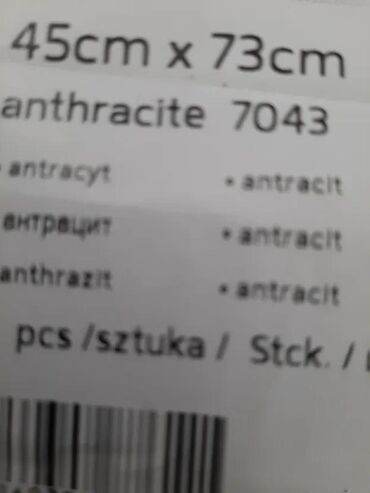 45cm x 73cm
anthracite 7043
• antracyt • antracit
антрацит • antracit
anthrazit • antracit
pcs /sztuka / Stck. /